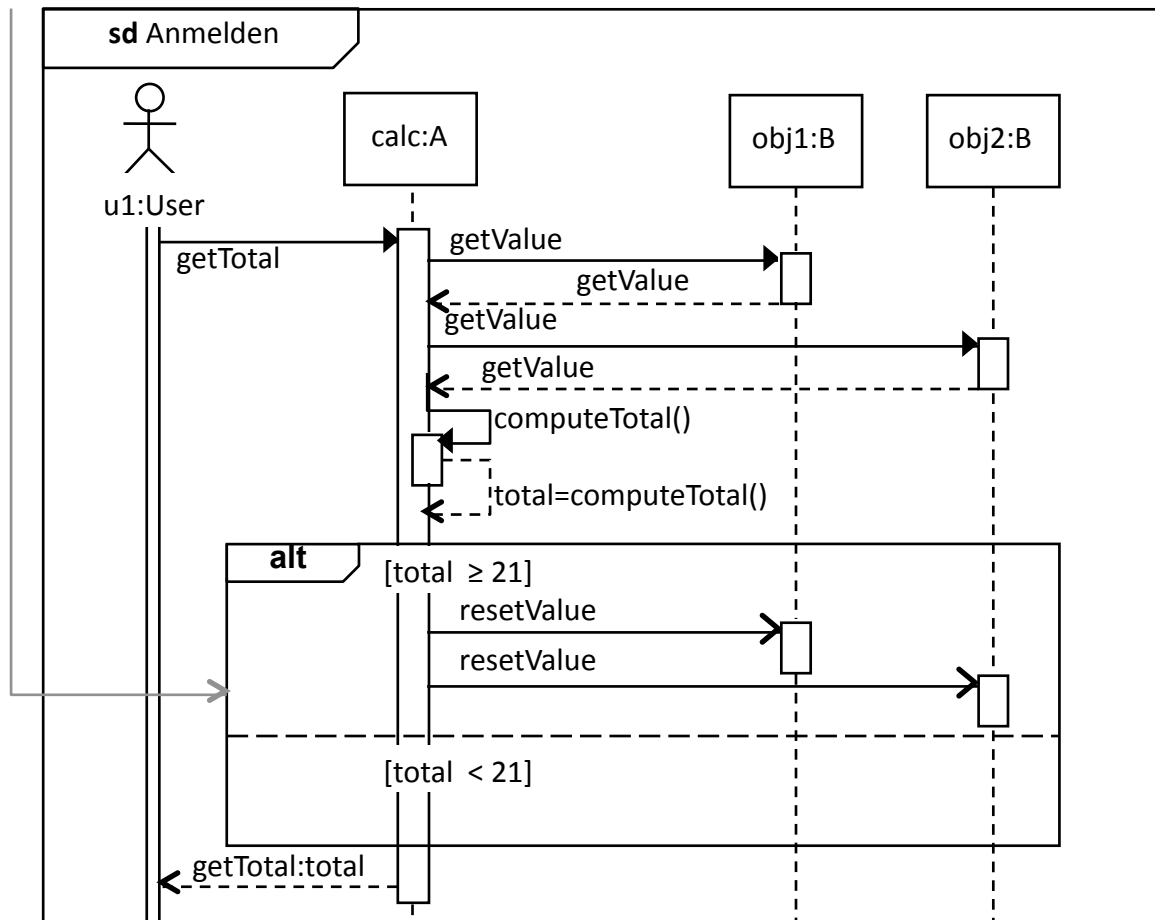 sd Anmelden
calc:A
obj1:B
obj2:B
u1:User
getTotal
getValue
getValue
getValue
getValue
computeTotal()
total=computeTotal()
alt
[total ≥ 21]
resetValue
resetValue
[total < 21]
getTotal:total